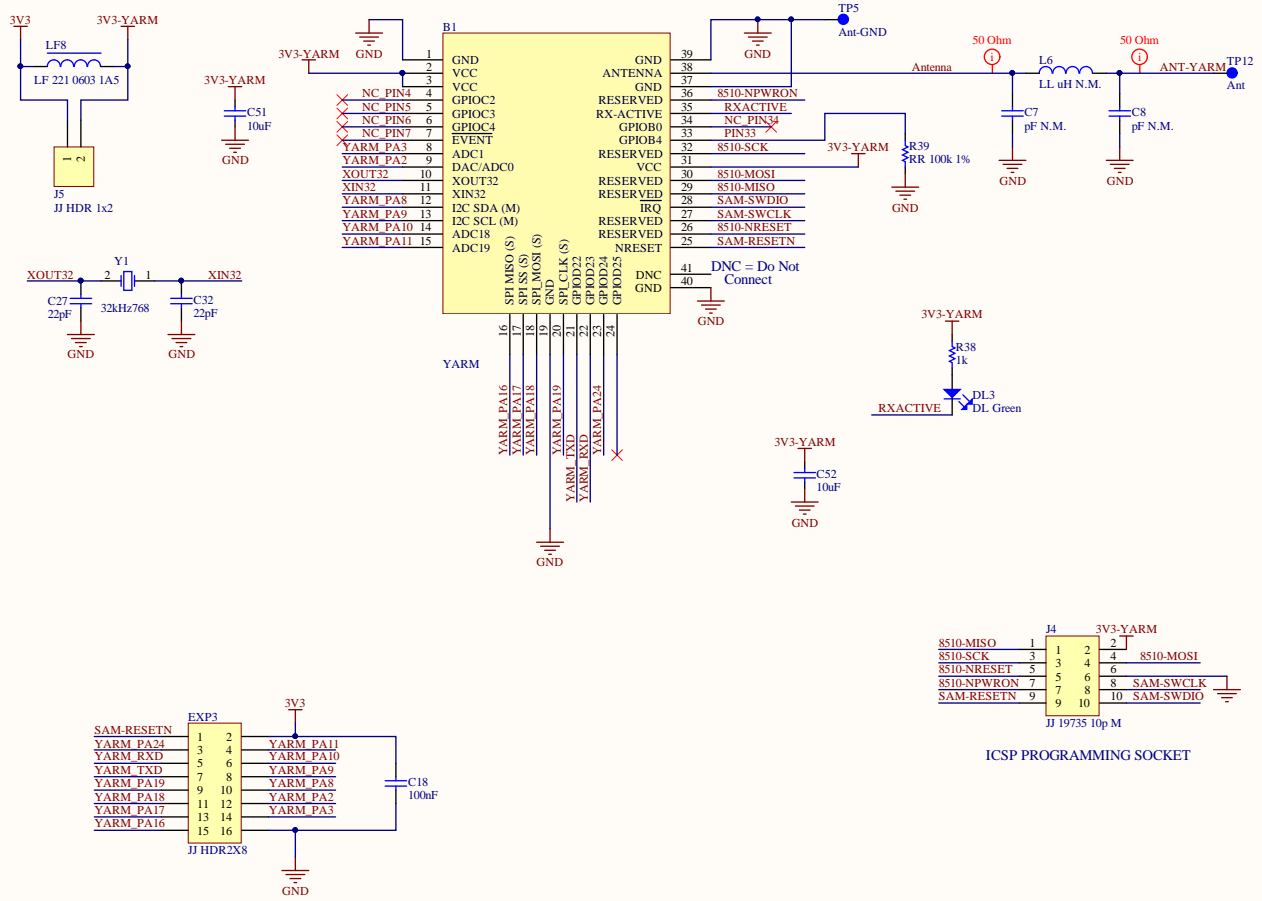 3V3
3V3-YARM
LF8
LF 221 0603 1A5
1
2
J5
JJ HDR 1x2
3V3-YARM
C51
10uF
GND
XOUT32
2
Y1
1
XIN32
C27
22pF
32kHz768
C32
22pF
GND
GND
B1
GND
3V3-YARM
1 GND
2 VCC
3 VCC
NC_PIN4 4 GPIOC2
NC_PIN5 5 GPIOC3
NC_PIN6 6 GPIOC4
NC_PIN7 7 EVENT
YARM_PA3 8 ADC1
YARM_PA2 9 DAC/ADC0
XOUT32 10 XOUT32
XIN32 11 XIN32
YARM_PA8 12 I2C SDA (M)
YARM_PA9 13 I2C SCL (M)
YARM_PA10 14 ADC18
YARM_PA11 15 ADC19
GND 39
ANTENNA 38 Antenna
GND 37
RESERVED 36 8510-NPWRON
RX-ACTIVE 35 RXACTIVE
GPIOB0 34 NC_PIN34
GPIOB4 33 PIN33
RESERVED 32 8510-SCK
VCC 31 3V3-YARM
RESERVED 30 8510-MOSI
RESERVED 29 8510-MISO
IRQ 28 SAM-SWDIO
RESERVED 27 SAM-SWCLK
RESERVED 26 8510-NRESET
NRESET 25 SAM-RESETN
DNC 41
GND 40
DNC = Do Not
Connect
GND
SPI MISO (S) 16 YARM_PA16
SPI SS (S) 17 YARM_PA17
SPI_MOSI (S) 18 YARM_PA18
GND 19
SPI_CLK (S) 20 YARM_PA19
GPIOD22 21 YARM_TXD
GPIOD23 22 YARM_RXD
GPIOD24 23 YARM_PA24
GPIOD25 24
YARM
GND
GND
TP5
Ant-GND
50 Ohm
i
L6
LL uH N.M.
50 Ohm
i
ANT-YARM
TP12
Ant
C7
pF N.M.
C8
pF N.M.
GND
GND
R39
RR 100k 1%
GND
3V3-YARM
R38
1k
DL3
DL Green
RXACTIVE
3V3-YARM
C52
10uF
GND
J4
3V3-YARM
8510-MISO 1 1 2 2
8510-SCK 3 3 4 4 8510-MOSI
8510-NRESET 5 5 6 6
8510-NPWRON 7 7 8 8 SAM-SWCLK
SAM-RESETN 9 9 10 10 SAM-SWDIO
JJ 19735 10p M
ICSP PROGRAMMING SOCKET
3V3
EXP3
SAM-RESETN 1 2
YARM_PA24 3 4 YARM_PA11
YARM_RXD 5 6 YARM_PA10
YARM_TXD 7 8 YARM_PA9
YARM_PA19 9 10 YARM_PA8
YARM_PA18 11 12 YARM_PA2
YARM_PA17 13 14 YARM_PA3
YARM_PA16 15 16
JJ HDR2X8
C18
100nF
GND